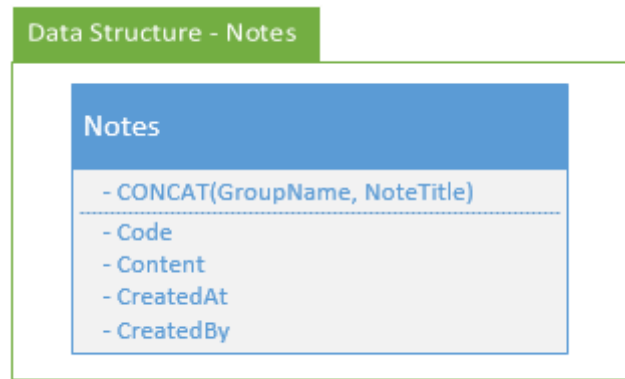 Data Structure - Notes
Notes
- CONCAT(GroupName, NoteTitle)
- Code
- Content
- CreatedAt
- CreatedBy